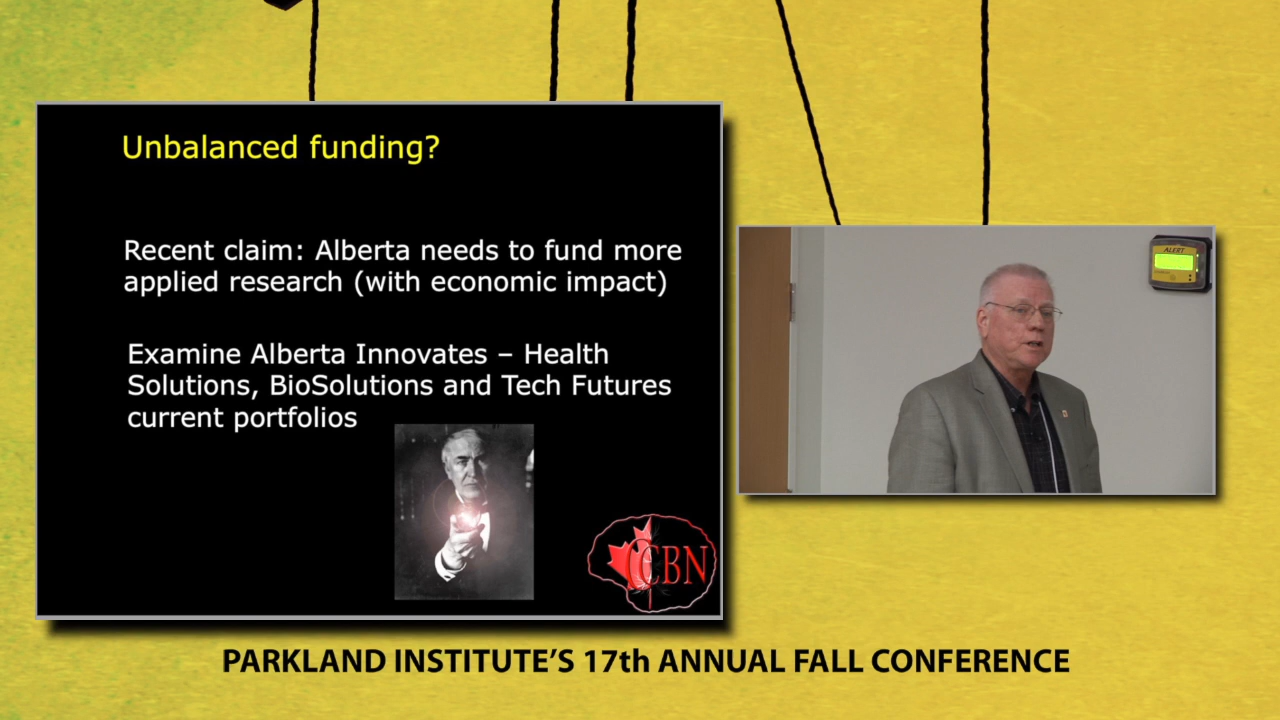 Unbalanced funding?
Recent claim: Alberta needs to fund more
applied research (with economic impact)
Examine Alberta Innovates – Health
Solutions, BioSolutions and Tech Futures
current portfolios
CCBN
ALERT
PARKLAND INSTITUTE'S 17th ANNUAL FALL CONFERENCE